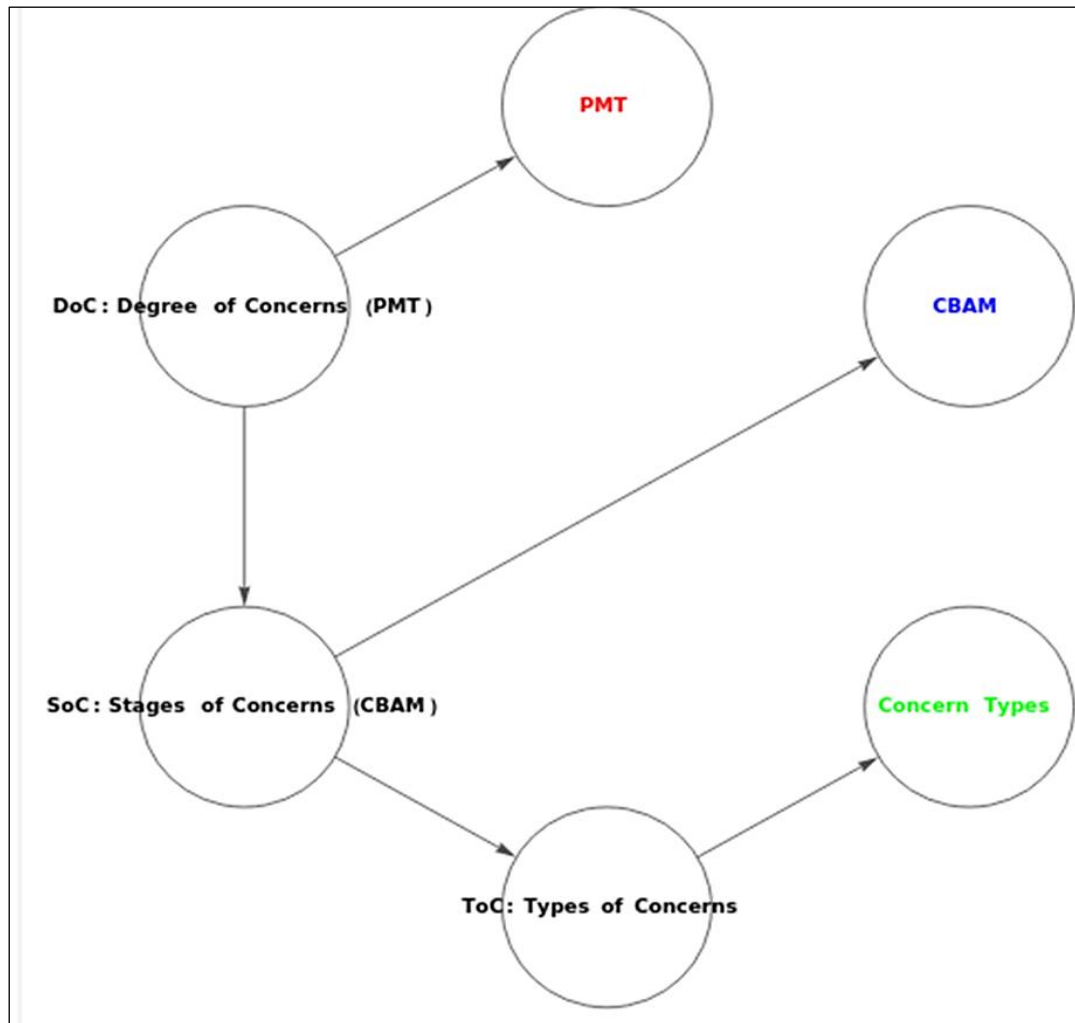 PMT
DoC: Degree of Concerns (PMT)
CBAM
SoC: Stages of Concerns (CBAM)
Concern Types
ToC: Types of Concerns